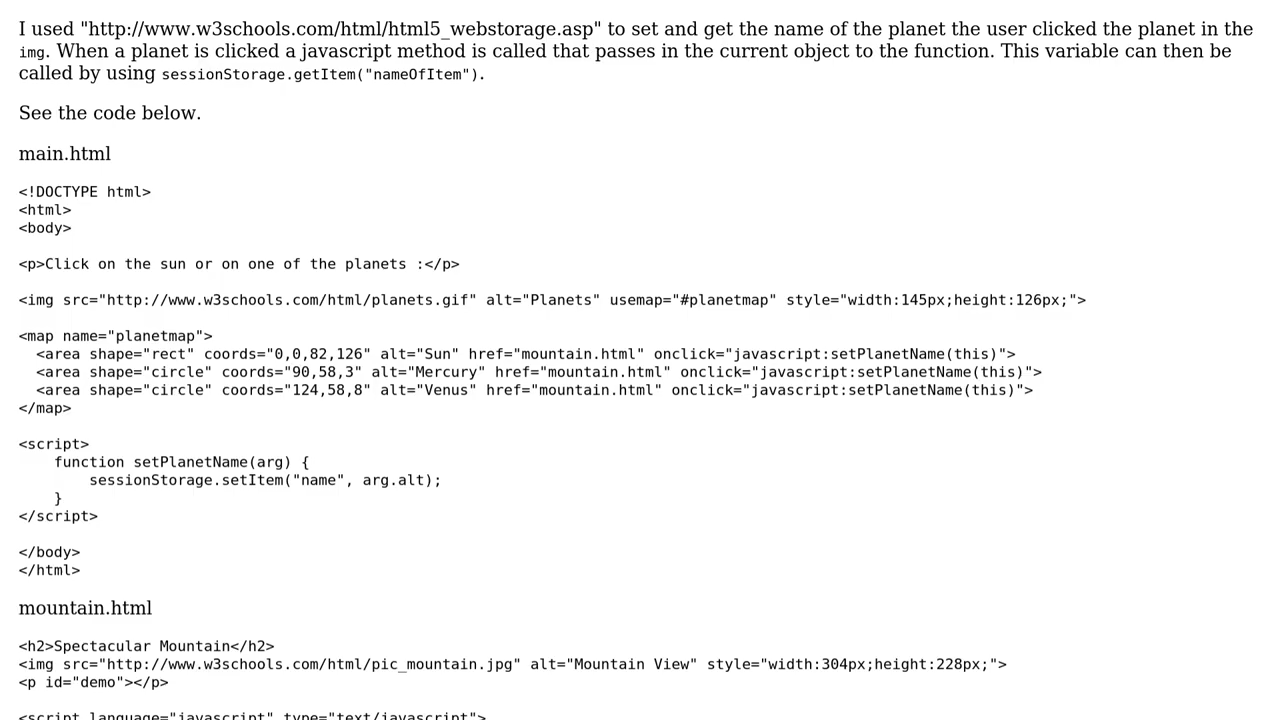 I used "http://www.w3schools.com/html/html5_webstorage.asp" to set and get the name of the planet the user clicked the planet in the
img. When a planet is clicked a javascript method is called that passes in the current object to the function. This variable can then be
called by using sessionStorage.getItem("nameOfItem").
See the code below.
main.html
<!DOCTYPE html>
<html>
<body>
<p>Click on the sun or on one of the planets :</p>
<img src="http://www.w3schools.com/html/planets.gif" alt="Planets" usemap="#planetmap" style="width:145px;height:126px;">
<map name="planetmap">
  <area shape="rect" coords="0,0,82,126" alt="Sun" href="mountain.html" onclick="javascript:setPlanetName(this)">
  <area shape="circle" coords="90,58,3" alt="Mercury" href="mountain.html" onclick="javascript:setPlanetName(this)">
  <area shape="circle" coords="124,58,8" alt="Venus" href="mountain.html" onclick="javascript:setPlanetName(this)">
</map>
<script>
    function setPlanetName(arg) {
        sessionStorage.setItem("name", arg.alt);
    }
</script>
</body>
</html>
mountain.html
<h2>Spectacular Mountain</h2>
<img src="http://www.w3schools.com/html/pic_mountain.jpg" alt="Mountain View" style="width:304px;height:228px;">
<p id="demo"></p>
<script language="javascript" type="text/javascript">